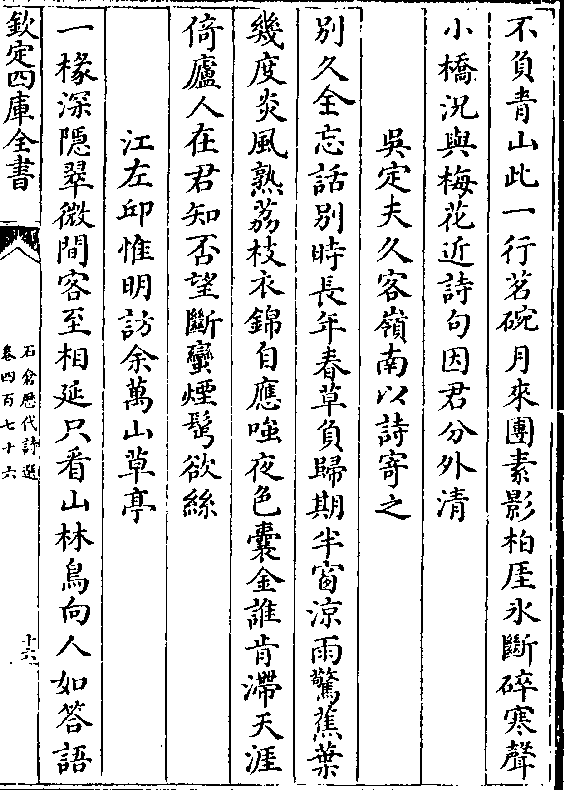 不負青山此一行茗碗月來團素影柏厓氷斷碎寒聲
小橋況與梅花近詩句因君分外清
吳定夫久客嶺南以詩寄之
別久全忘話別時長年春草負歸期半窗涼雨驚蕉葉
幾度炎風熟荔枝衣錦自應嗤夜色囊金誰肯滯天涯
倚廬人在君知否望斷蠻煙鬢欲絲
江左邱惟明訪余萬山草亭
一椽深隱翠微間客至相延只看山林鳥向人如答語
欽定四庫全書
石倉歷代詩選
卷四百七十六
十六